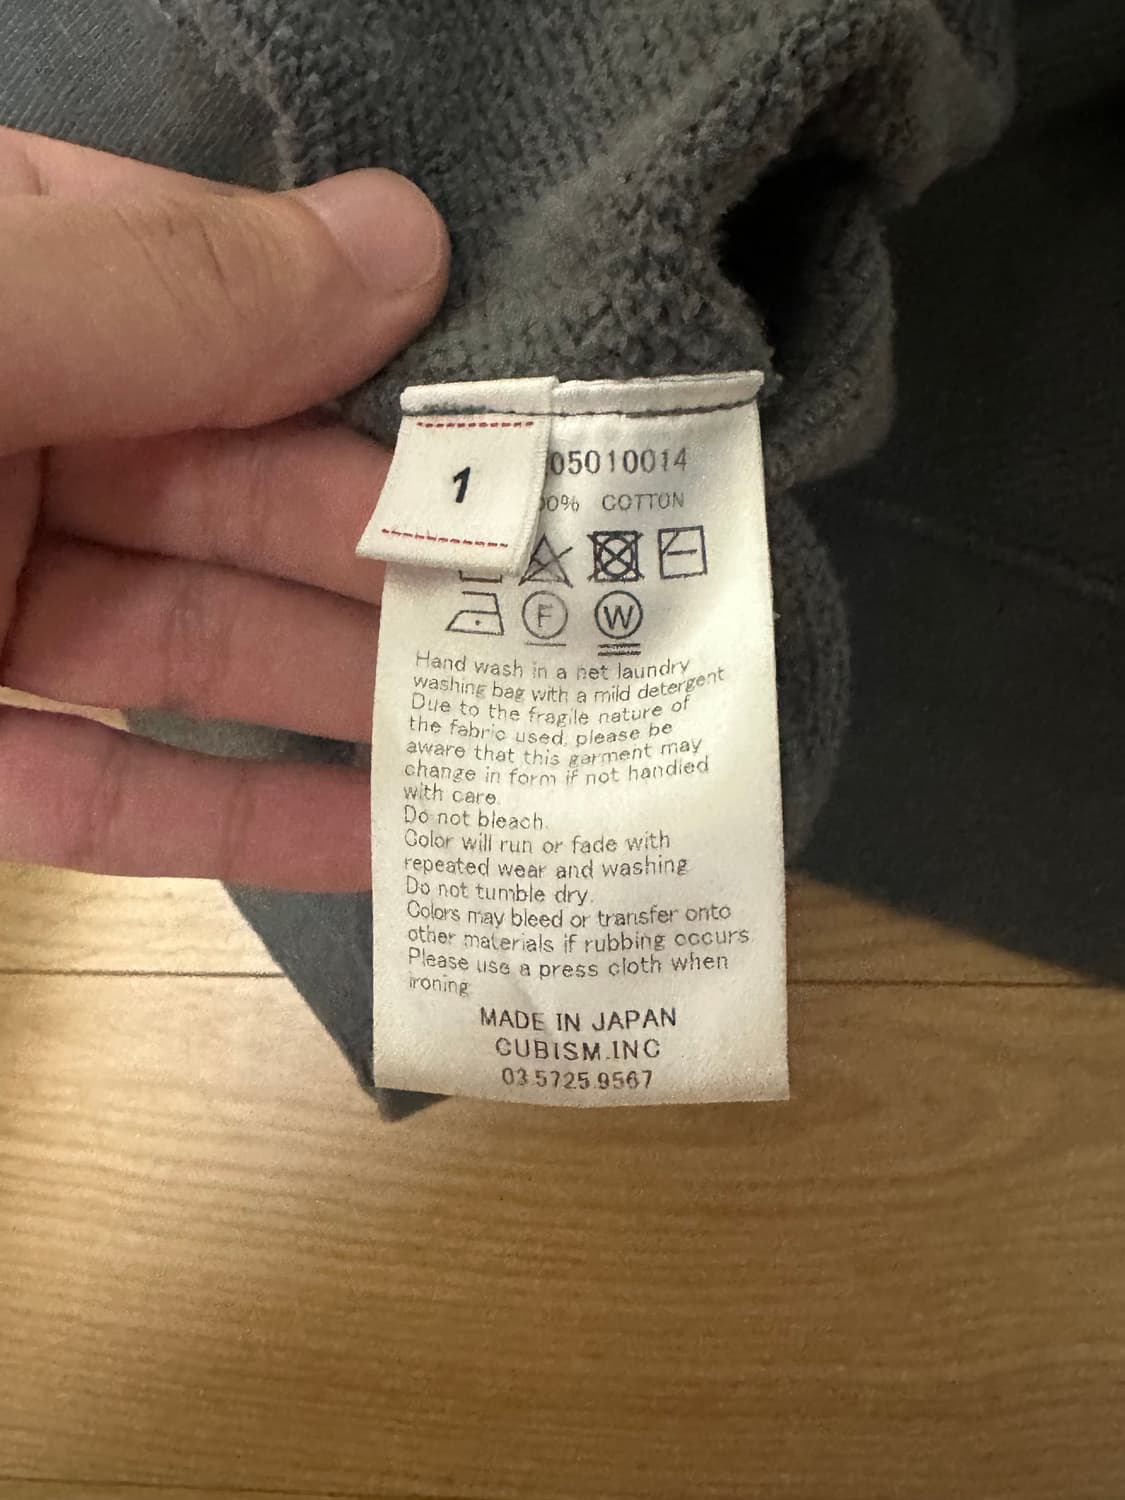 1
05010014
0% COTTON
F W
Hand wash in a net laundry
washing bag with a mild detergent
Due to the fragile nature of
the fabric used, please be
aware that this garment may
change in form if not handled
with care.
Do not bleach.
Color will run or fade with
repeated wear and washing
Do not tumble dry.
Colors may bleed or transfer onto
other materials if rubbing occurs.
Please use a press cloth when
ironing
MADE IN JAPAN
CUBISM.INC
03.5725.9567